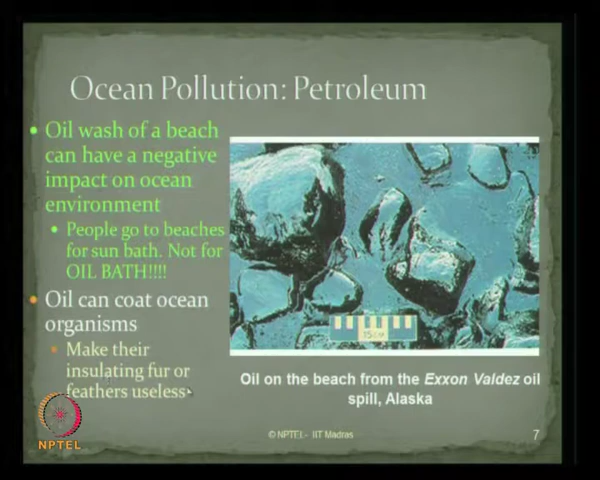 Ocean Pollution: Petroleum
• Oil wash of a beach
can have a negative
impact on ocean
environment
• People go to beaches
for sun bath. Not for
OIL BATH!!!!
• Oil can coat ocean
organisms
• Make their
insulating fur or
feathers useless
15cm
Oil on the beach from the Exxon Valdez oil
spill, Alaska
NPTEL
© NPTEL - IIT Madras
7